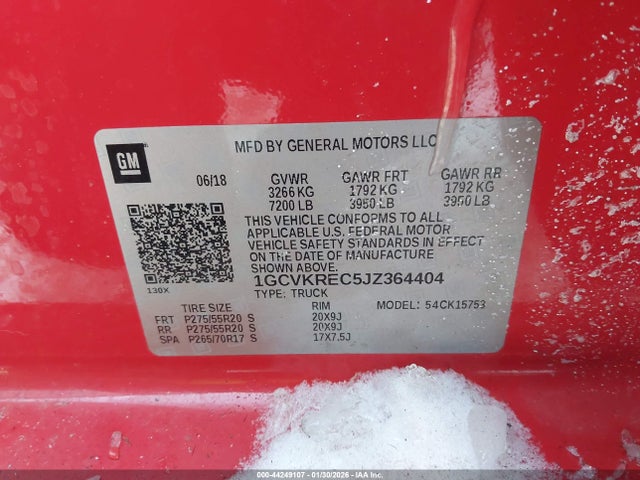 MFD BY GENERAL MOTORS LLC
GM
06/18
GVWR GAWR FRT GAWR RR
3266 KG 1792 KG 1792 KG
7200 LB 3950 LB 3950 LB
THIS VEHICLE CONFORMS TO ALL
APPLICABLE U.S. FEDERAL MOTOR
VEHICLE SAFETY STANDARDS IN EFFECT
ON THE DATE OF MANUFACTURE
SHOWN ABOVE.
130X
1GCVKREC5JZ364404
TYPE: TRUCK
MODEL: 54CK15753
TIRE SIZE RIM
FRT P275/55R20 S 20X9J
RR P275/55R20 S 20X9J
SPA P265/70R17 S 17X7.5J
000-44249107 - 01/30/2026 - IAAI.COM